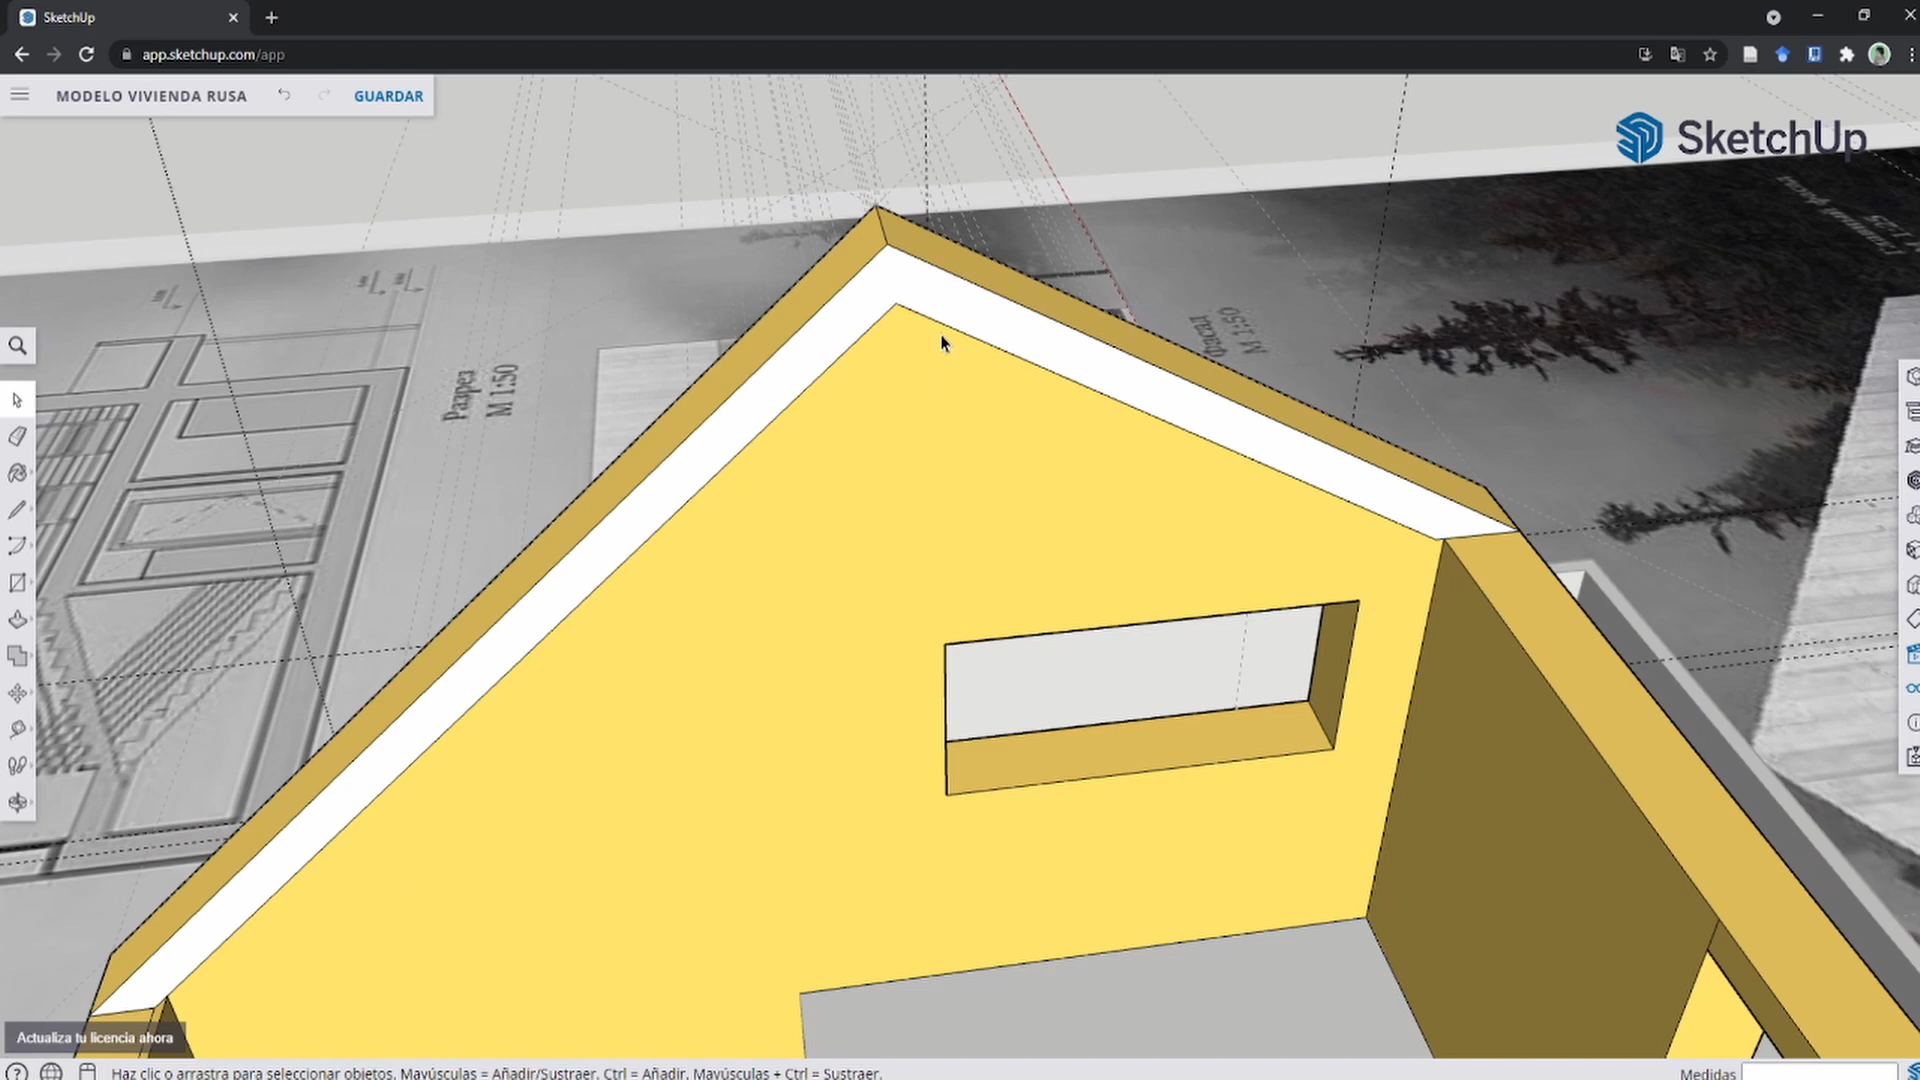 SketchUp
app.sketchup.com/app
MODELO VIVIENDA RUSA
GUARDAR
SketchUp
M 1:50
M 1:50
Actualiza tu licencia ahora
Haz clic o arrastra para seleccionar objetos. Mayúsculas = Añadir/Sustraer. Ctrl = Añadir. Mayúsculas + Ctrl = Sustraer.
Medidas